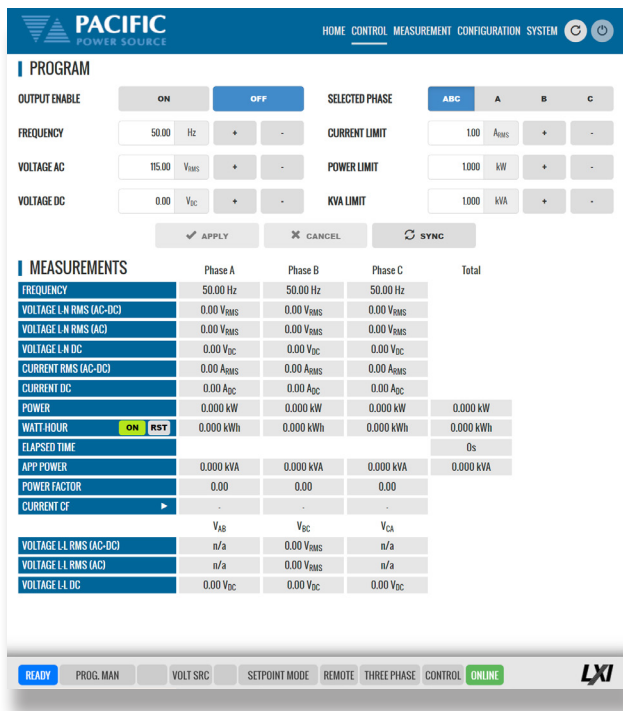 PACIFIC
POWER SOURCE
HOME CONTROL MEASUREMENT CONFIGURATION SYSTEM
PROGRAM
OUTPUT ENABLE ON OFF SELECTED PHASE ABC A B C
FREQUENCY 50.00 Hz + - CURRENT LIMIT 1.00 ARMS + -
VOLTAGE AC 115.00 VRMS + - POWER LIMIT 1.000 kW + -
VOLTAGE DC 0.00 VDC + - KVA LIMIT 1.000 kVA + -
APPLY CANCEL SYNC
MEASUREMENTS Phase A Phase B Phase C Total
FREQUENCY 50.00 Hz 50.00 Hz 50.00 Hz
VOLTAGE L-N RMS (AC-DC) 0.00 VRMS 0.00 VRMS 0.00 VRMS
VOLTAGE L-N RMS (AC) 0.00 VRMS 0.00 VRMS 0.00 VRMS
VOLTAGE L-N DC 0.00 VDC 0.00 VDC 0.00 VDC
CURRENT RMS (AC-DC) 0.00 ARMS 0.00 ARMS 0.00 ARMS
CURRENT DC 0.00 ADC 0.00 ADC 0.00 ADC
POWER 0.000 kW 0.000 kW 0.000 kW 0.000 kW
WATT-HOUR ON RST 0.000 kWh 0.000 kWh 0.000 kWh 0.000 kWh
ELAPSED TIME 0s
APP POWER 0.000 kVA 0.000 kVA 0.000 kVA 0.000 kVA
POWER FACTOR 0.00 0.00 0.00
CURRENT CF - - -
VAB VBC VCA
VOLTAGE L-L RMS (AC-DC) n/a 0.00 VRMS n/a
VOLTAGE L-L RMS (AC) n/a 0.00 VRMS n/a
VOLTAGE L-L DC 0.00 VDC 0.00 VDC 0.00 VDC
READY PROG. MAN VOLT SRC SETPOINT MODE REMOTE THREE PHASE CONTROL ONLINE LXI